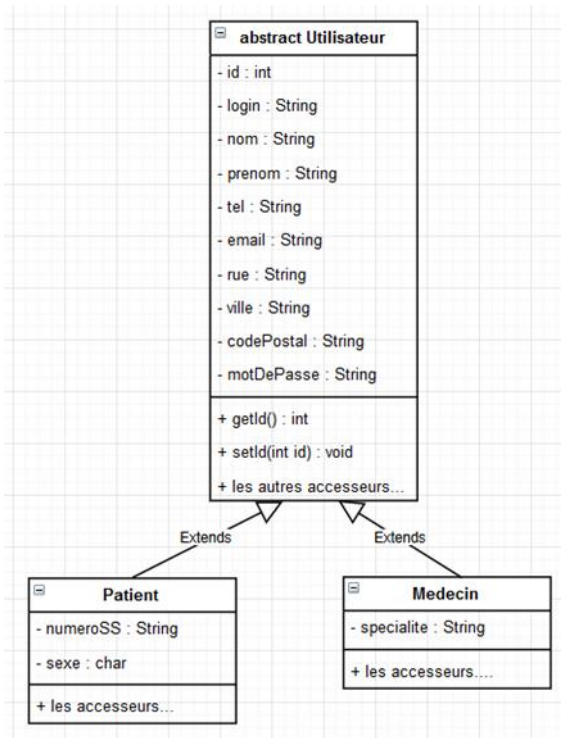 abstract Utilisateur
- id : int
- login : String
- nom : String
- prenom : String
- tel : String
- email : String
- rue : String
- ville : String
- codePostal : String
- motDePasse : String
+ getId() : int
+ setId(int id) : void
+ les autres accesseurs...
Extends
Extends
Patient
- numeroSS : String
- sexe : char
+ les accesseurs...
Medecin
- specialite : String
+ les accesseurs....